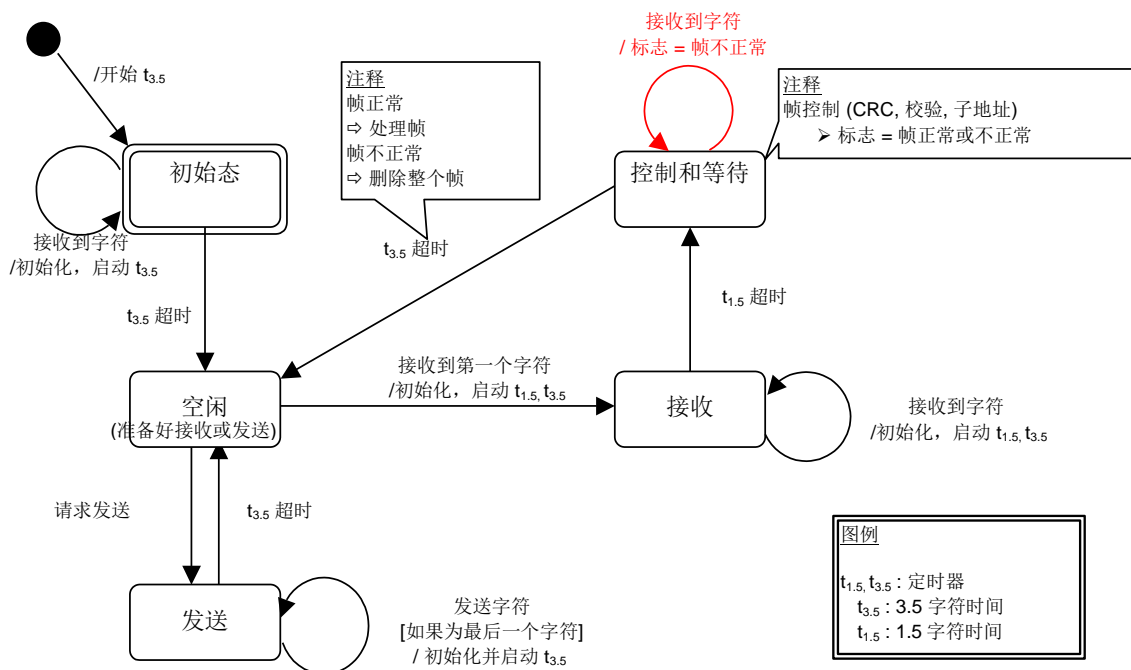 接收到字符
/ 标志 = 帧不正常
/开始 t3.5
注释
帧正常
⇨ 处理帧
帧不正常
⇨ 删除整个帧
注释
帧控制 (CRC, 校验, 子地址)
➢ 标志 = 帧正常或不正常
初始态
控制和等待
接收到字符
/初始化，启动 t3.5
t3.5 超时
t3.5 超时
t1.5 超时
接收到第一个字符
/初始化，启动 t1.5, t3.5
空闲
(准备好接收或发送)
接收
接收到字符
/初始化，启动 t1.5, t3.5
请求发送
t3.5 超时
图例
t1.5, t3.5 : 定时器
t3.5 : 3.5 字符时间
t1.5 : 1.5 字符时间
发送
发送字符
[如果为最后一个字符]
/ 初始化并启动 t3.5